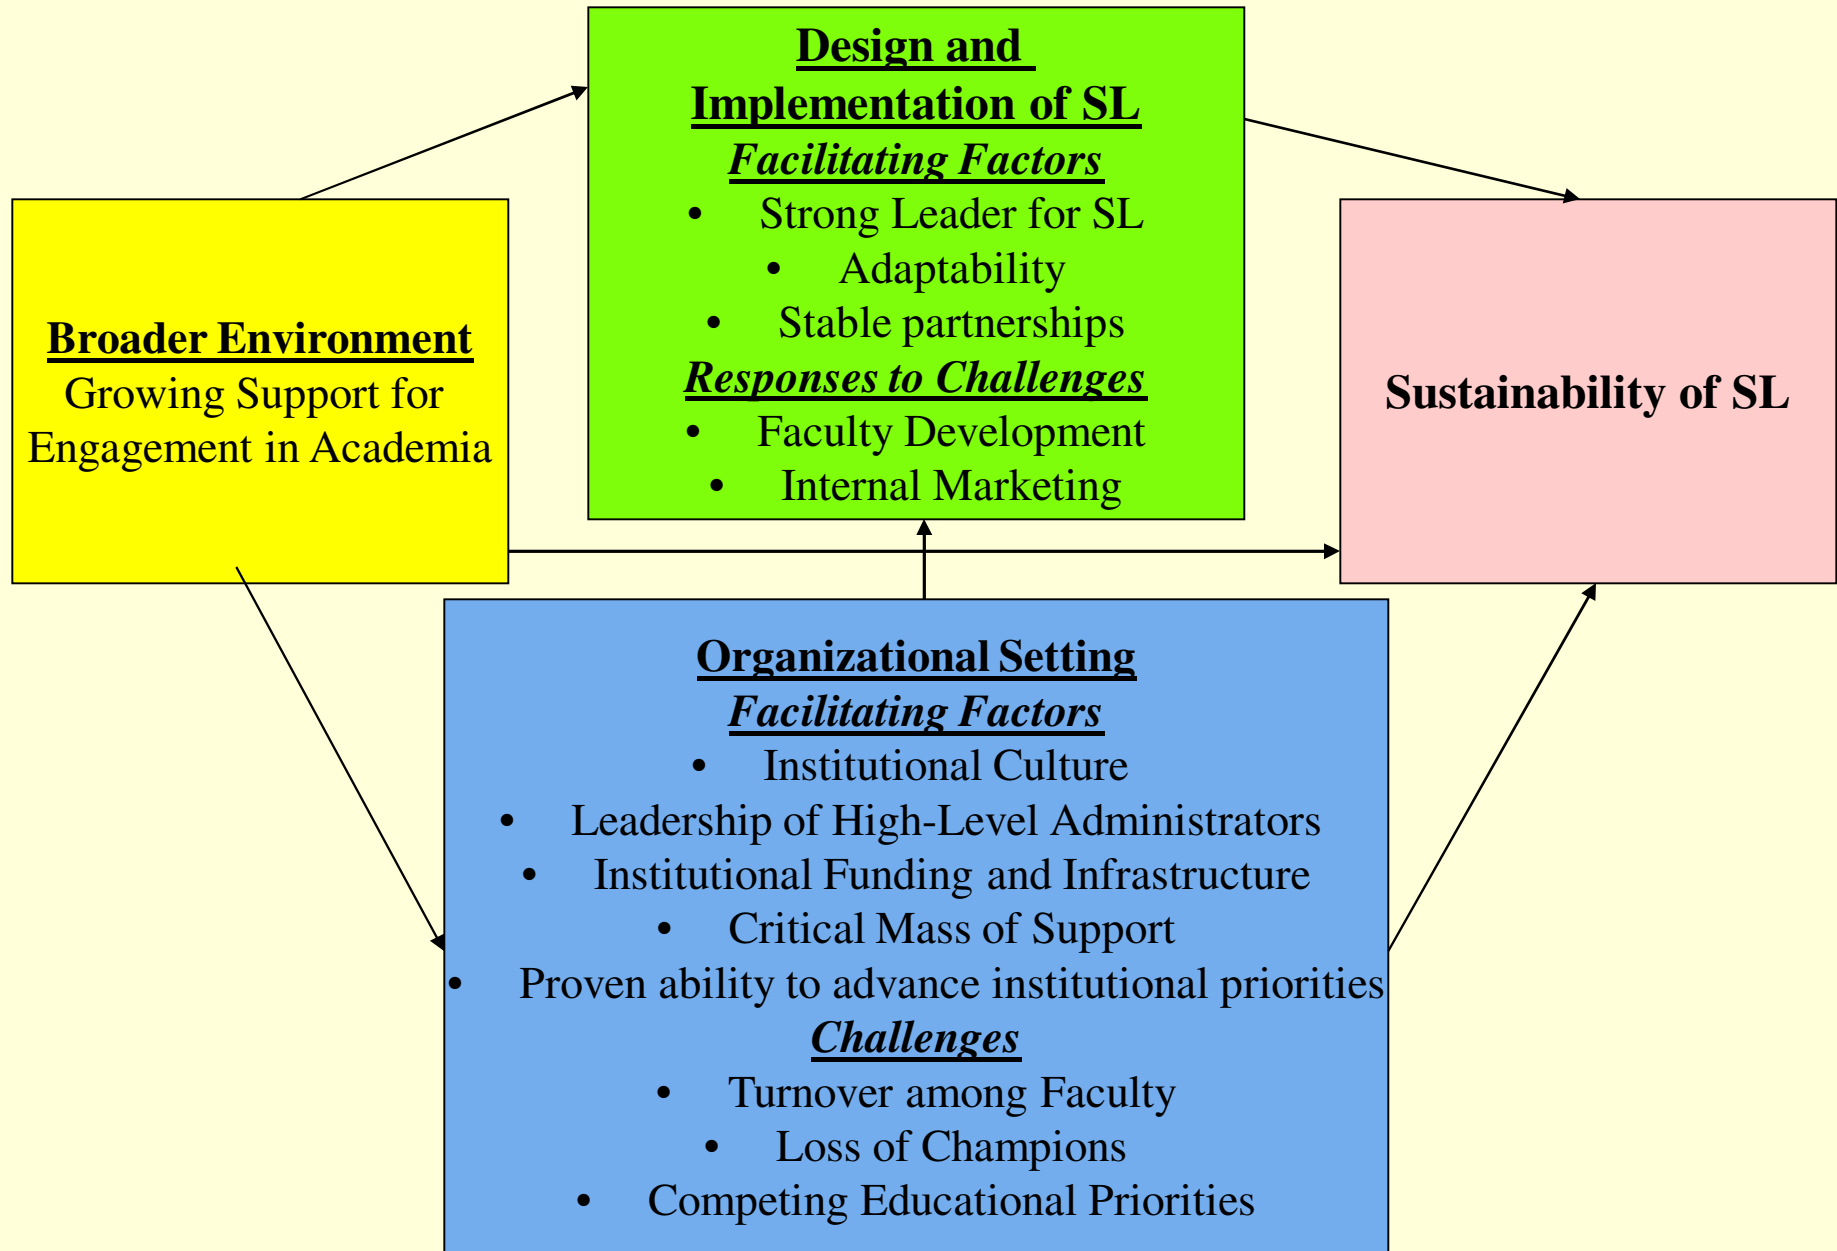 Design and
Implementation of SL
Facilitating Factors
• Strong Leader for SL
• Adaptability
• Stable partnerships
Responses to Challenges
• Faculty Development
• Internal Marketing
Broader Environment
Growing Support for
Engagement in Academia
Sustainability of SL
Organizational Setting
Facilitating Factors
• Institutional Culture
• Leadership of High-Level Administrators
• Institutional Funding and Infrastructure
• Critical Mass of Support
• Proven ability to advance institutional priorities
Challenges
• Turnover among Faculty
• Loss of Champions
• Competing Educational Priorities